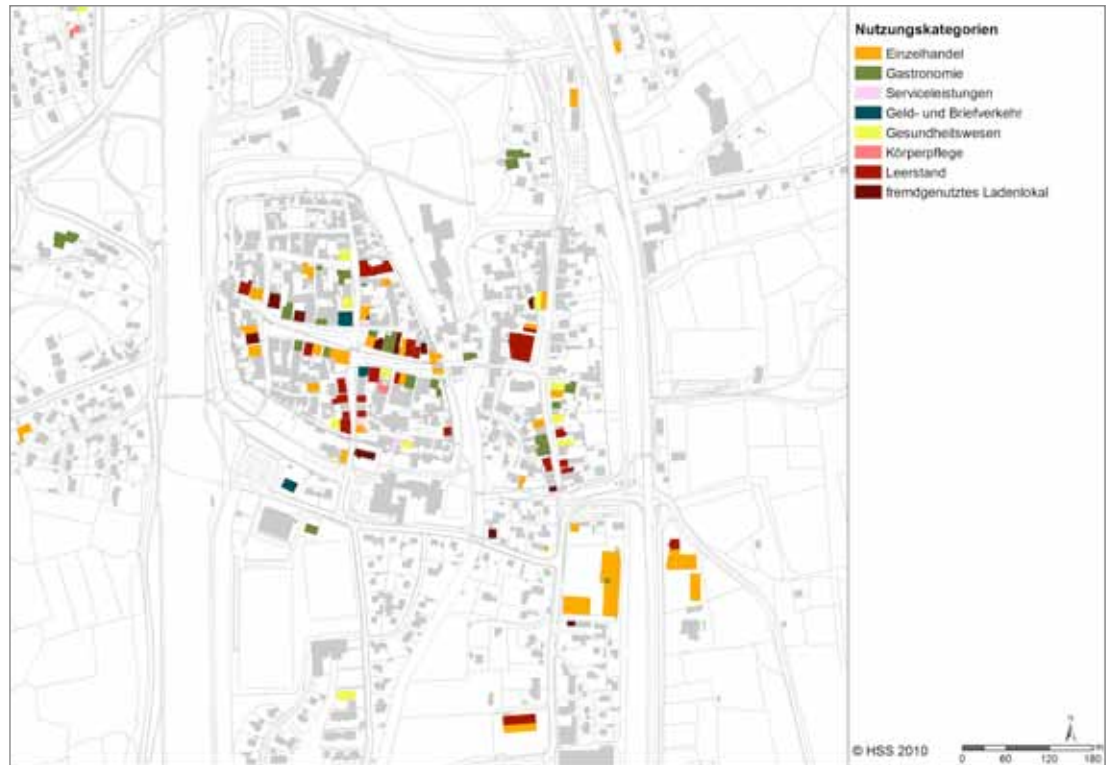 Nutzungskategorien
Einzelhandel
Gastronomie
Serviceleistungen
Geld- und Briefverkehr
Gesundheitswesen
Körperpflege
Leerstand
fremdgenutztes Ladenlokal
N
© HSS 2010
m
0 60 120 180